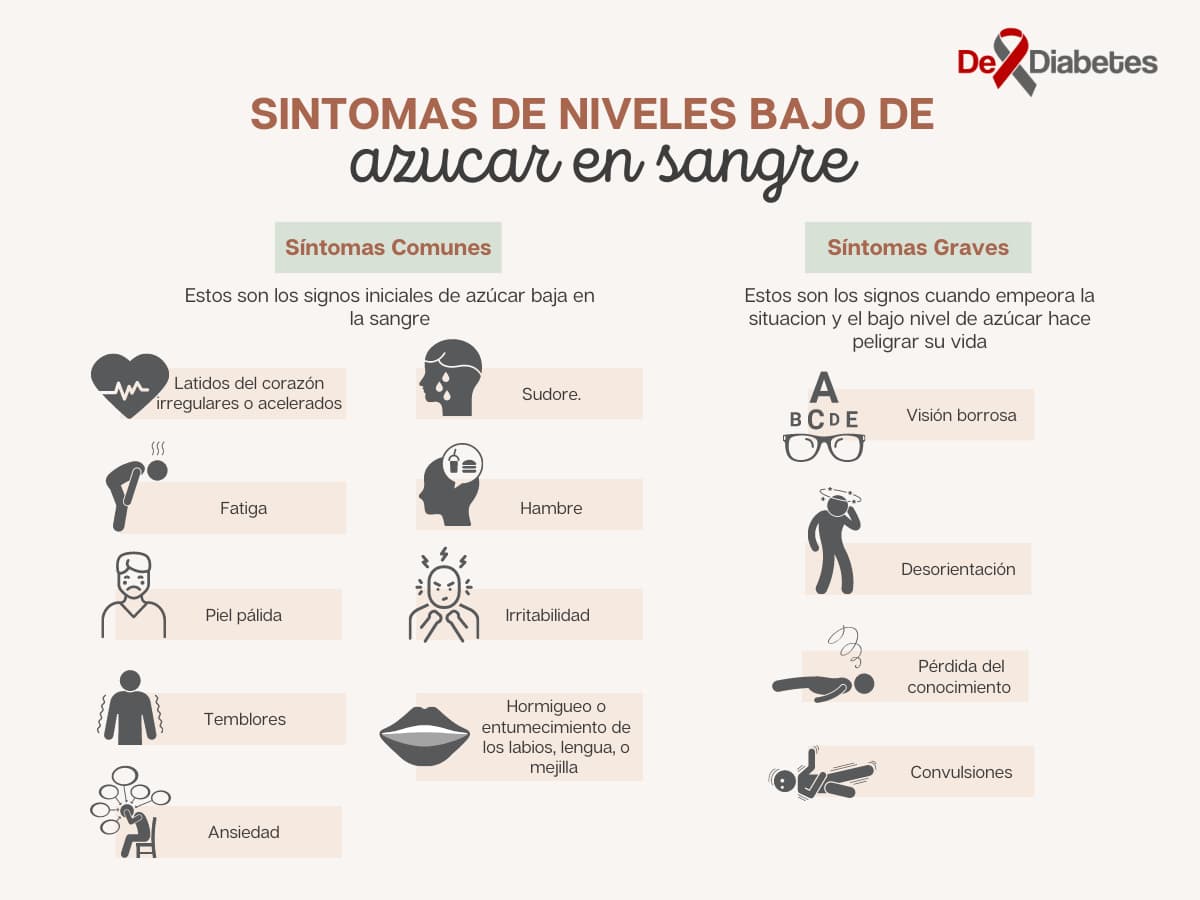 De Diabetes
SINTOMAS DE NIVELES BAJO DE
azucar en sangre
Síntomas Comunes
Estos son los signos iniciales de azúcar baja en
la sangre
Latidos del corazón
irregulares o acelerados
Sudore.
Fatiga
Hambre
Piel pálida
Irritabilidad
Temblores
Hormigueo o
entumecimiento de
los labios, lengua, o
mejilla
Ansiedad
Síntomas Graves
Estos son los signos cuando empeora la
situacion y el bajo nivel de azúcar hace
peligrar su vida
A
B C D E
Visión borrosa
Desorientación
Pérdida del
conocimiento
Convulsiones